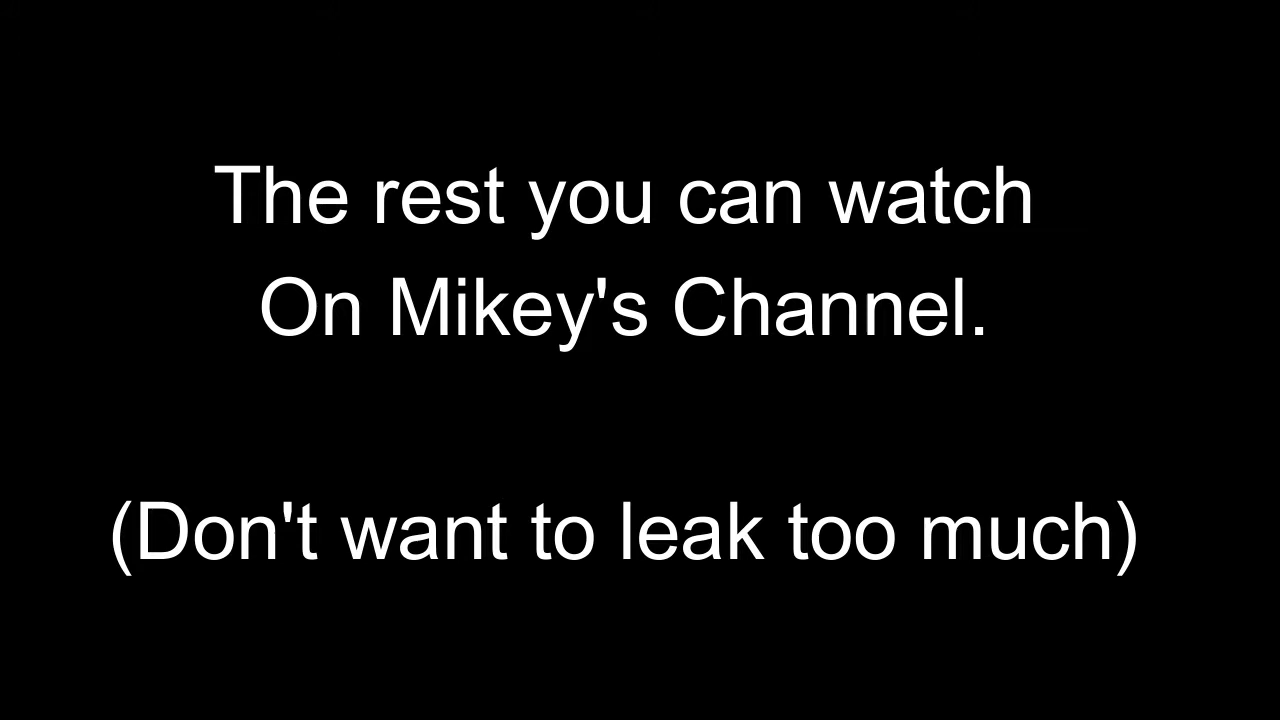 The rest you can watch
On Mikey's Channel.
(Don't want to leak too much)